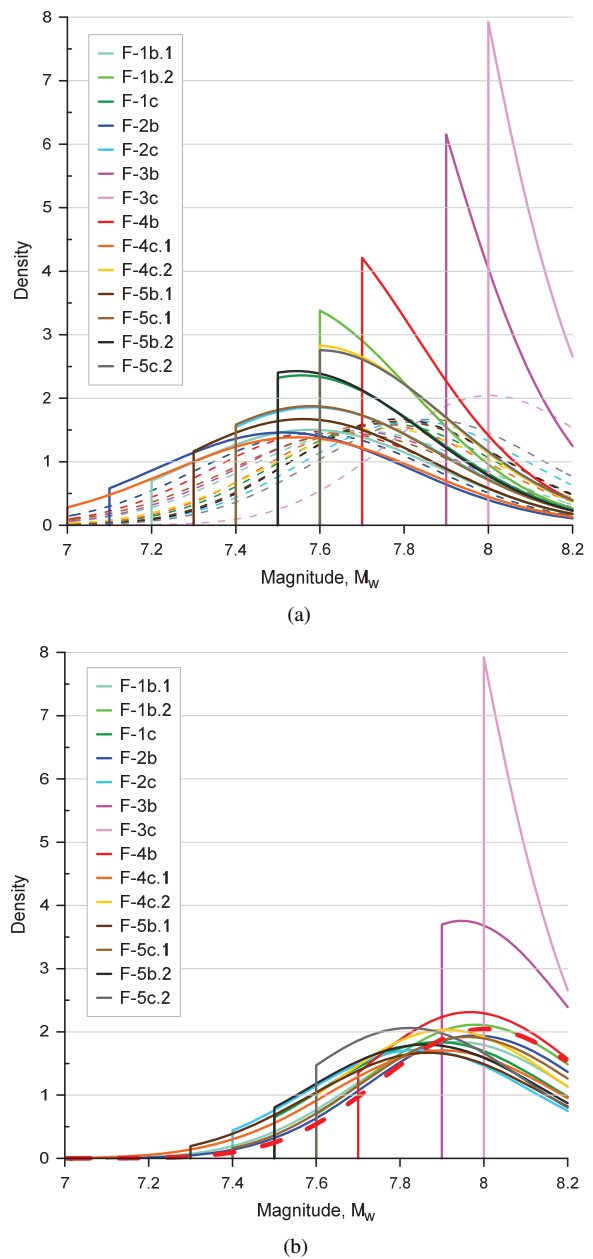 8
7
6
5
4
3
2
1
0
Density
F-1b.1
F-1b.2
F-1c
F-2b
F-2c
F-3b
F-3c
F-4b
F-4c.1
F-4c.2
F-5b.1
F-5c.1
F-5b.2
F-5c.2
7 7.2 7.4 7.6 7.8 8 8.2
Magnitude, Mw
(a)
8
7
6
5
4
3
2
1
0
Density
F-1b.1
F-1b.2
F-1c
F-2b
F-2c
F-3b
F-3c
F-4b
F-4c.1
F-4c.2
F-5b.1
F-5c.1
F-5b.2
F-5c.2
7 7.2 7.4 7.6 7.8 8 8.2
Magnitude, Mw
(b)